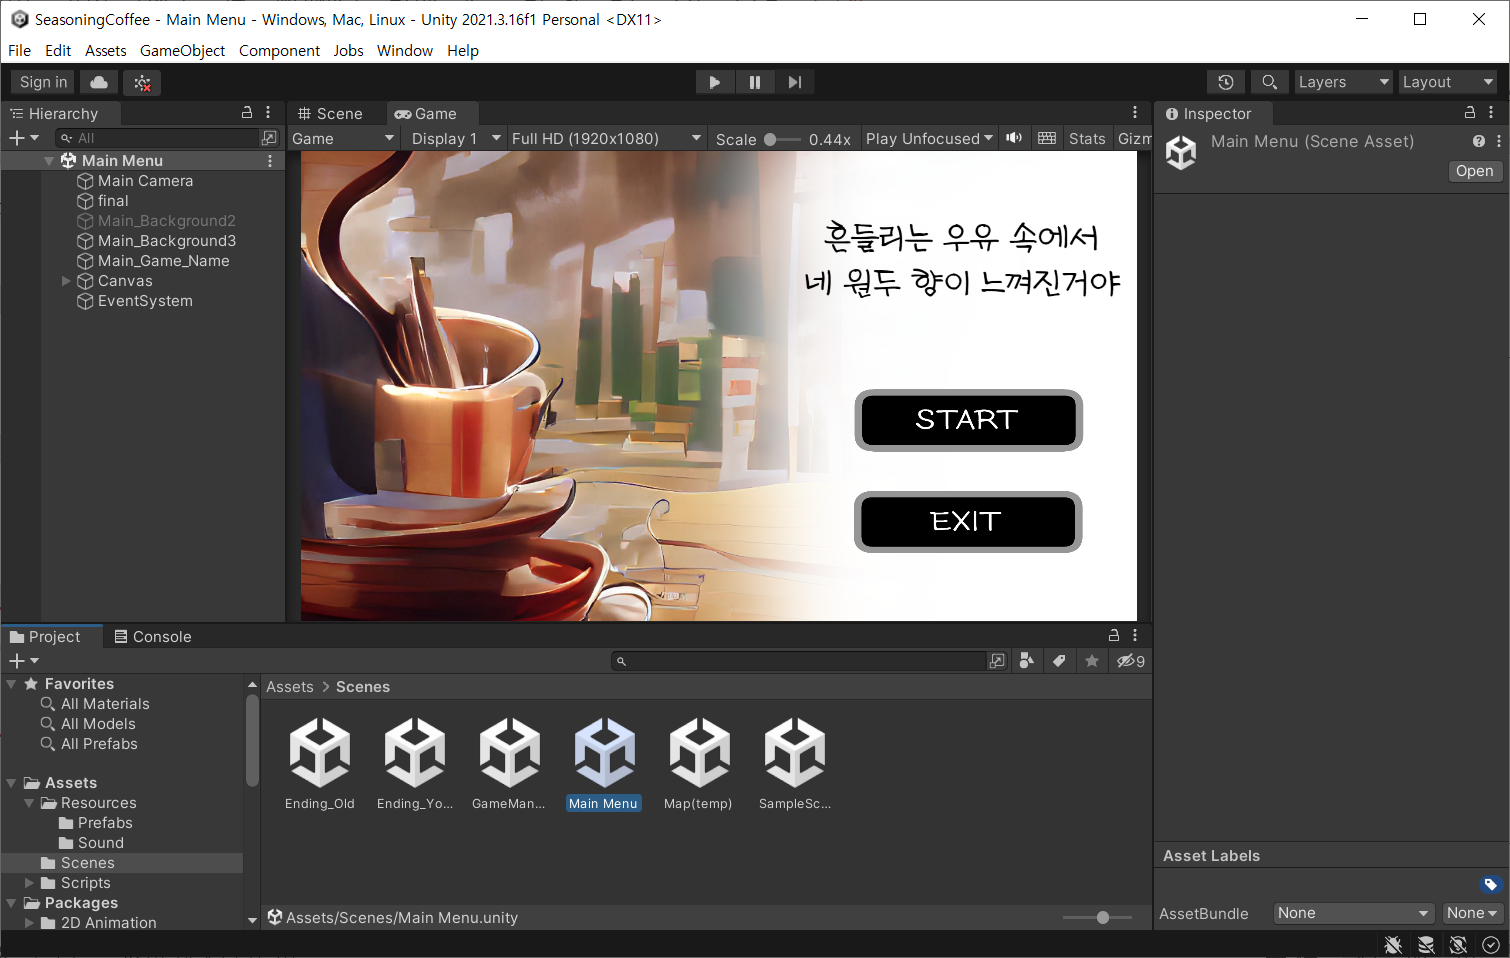 SeasoningCoffee - Main Menu - Windows, Mac, Linux - Unity 2021.3.16f1 Personal <DX11>
File Edit Assets GameObject Component Jobs Window Help
Sign in Layers Layout
Hierarchy
All
Main Menu
Main Camera
final
Main_Background2
Main_Background3
Main_Game_Name
Canvas
EventSystem
Scene Game
Game Display 1 Full HD (1920x1080) Scale 0.44x Play Unfocused Stats Gizm
흔들리는 우유 속에서
네 원두 향이 느껴진거야
START
EXIT
Inspector
Main Menu (Scene Asset)
Open
Project Console
9
Favorites
All Materials
All Models
All Prefabs
Assets
Resources
Prefabs
Sound
Scenes
Scripts
Packages
2D Animation
Assets > Scenes
Ending_Old Ending_Yo... GameMan... Main Menu Map(temp) SampleSc...
Assets/Scenes/Main Menu.unity
Asset Labels
AssetBundle None None